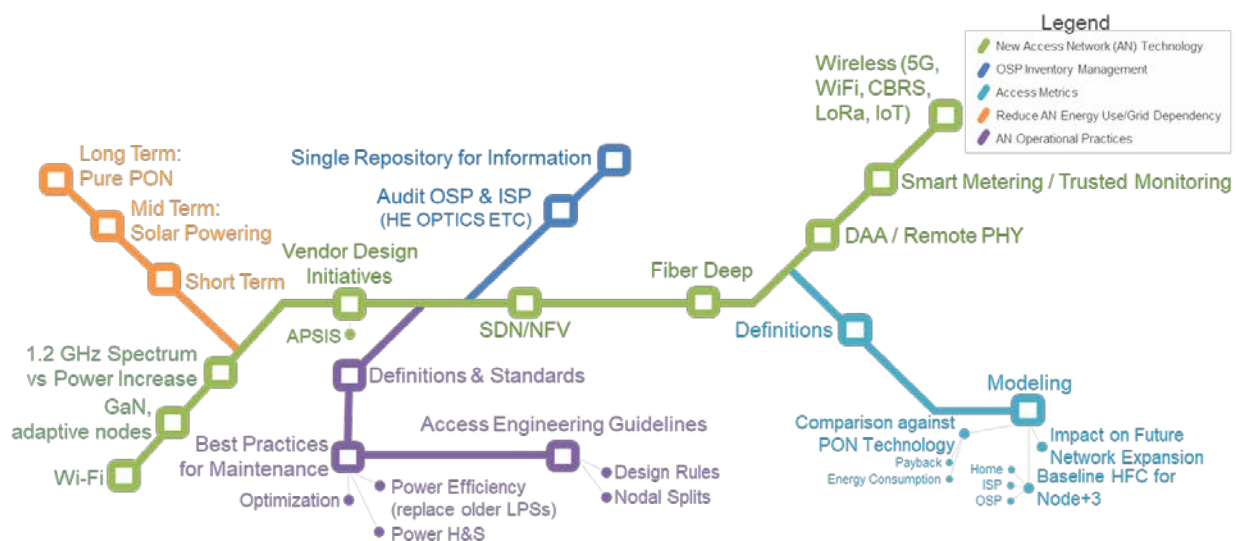 Legend
New Access Network (AN) Technology
OSP Inventory Management
Access Metrics
Reduce AN Energy Use/Grid Dependency
AN Operational Practices
Wireless (5G,
WiFi, CBRS,
LoRa, IoT)
Smart Metering / Trusted Monitoring
DAA / Remote PHY
Fiber Deep
Single Repository for Information
Audit OSP & ISP
(HE OPTICS ETC)
Long Term:
Pure PON
Mid Term:
Solar Powering
Short Term
Vendor Design
Initiatives
APSIS
SDN/NFV
1.2 GHz Spectrum
vs Power Increase
GaN,
adaptive nodes
Wi-Fi
Definitions & Standards
Best Practices
for Maintenance
Optimization
Power Efficiency
(replace older LPSs)
Power H&S
Access Engineering Guidelines
Design Rules
Nodal Splits
Definitions
Modeling
Comparison against
PON Technology
Payback
Energy Consumption
Impact on Future
Network Expansion
Baseline HFC for
Node+3
Home
ISP
OSP